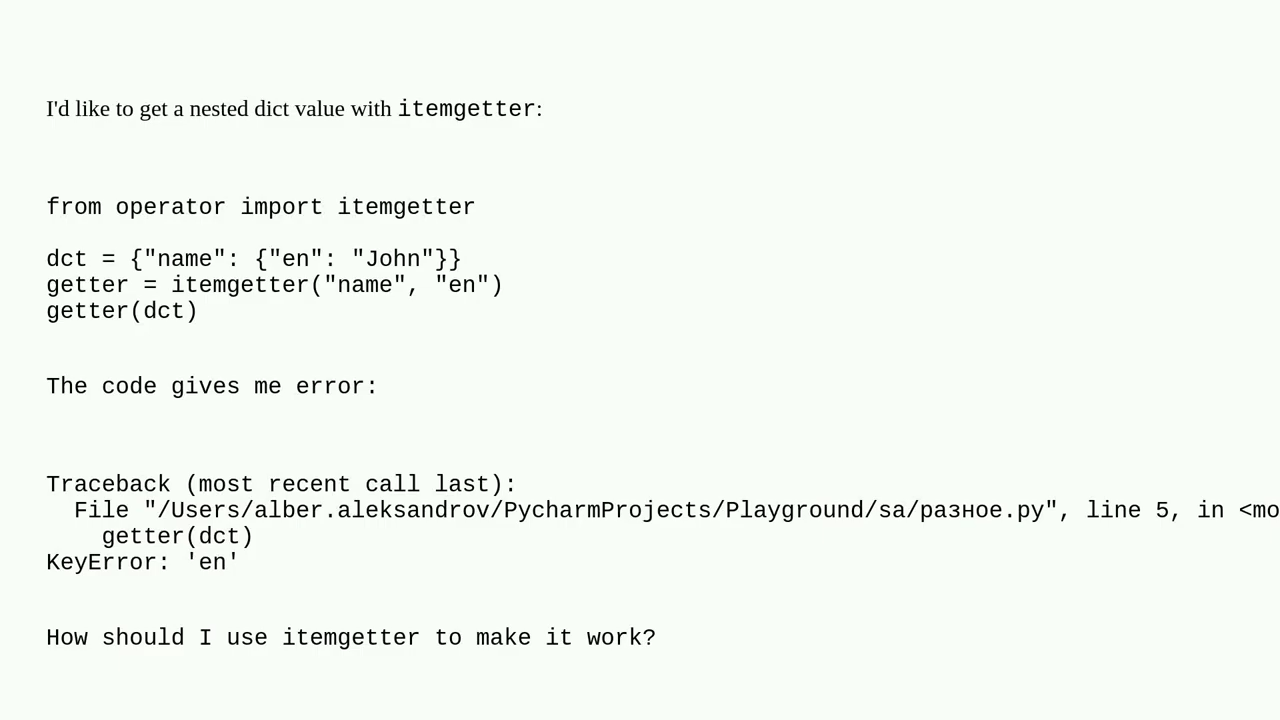 I'd like to get a nested dict value with itemgetter:
from operator import itemgetter
dct = {"name": {"en": "John"}}
getter = itemgetter("name", "en")
getter(dct)
The code gives me error:
Traceback (most recent call last):
  File "/Users/alber.aleksandrov/PycharmProjects/Playground/sa/разное.py", line 5, in <mo
    getter(dct)
KeyError: 'en'
How should I use itemgetter to make it work?